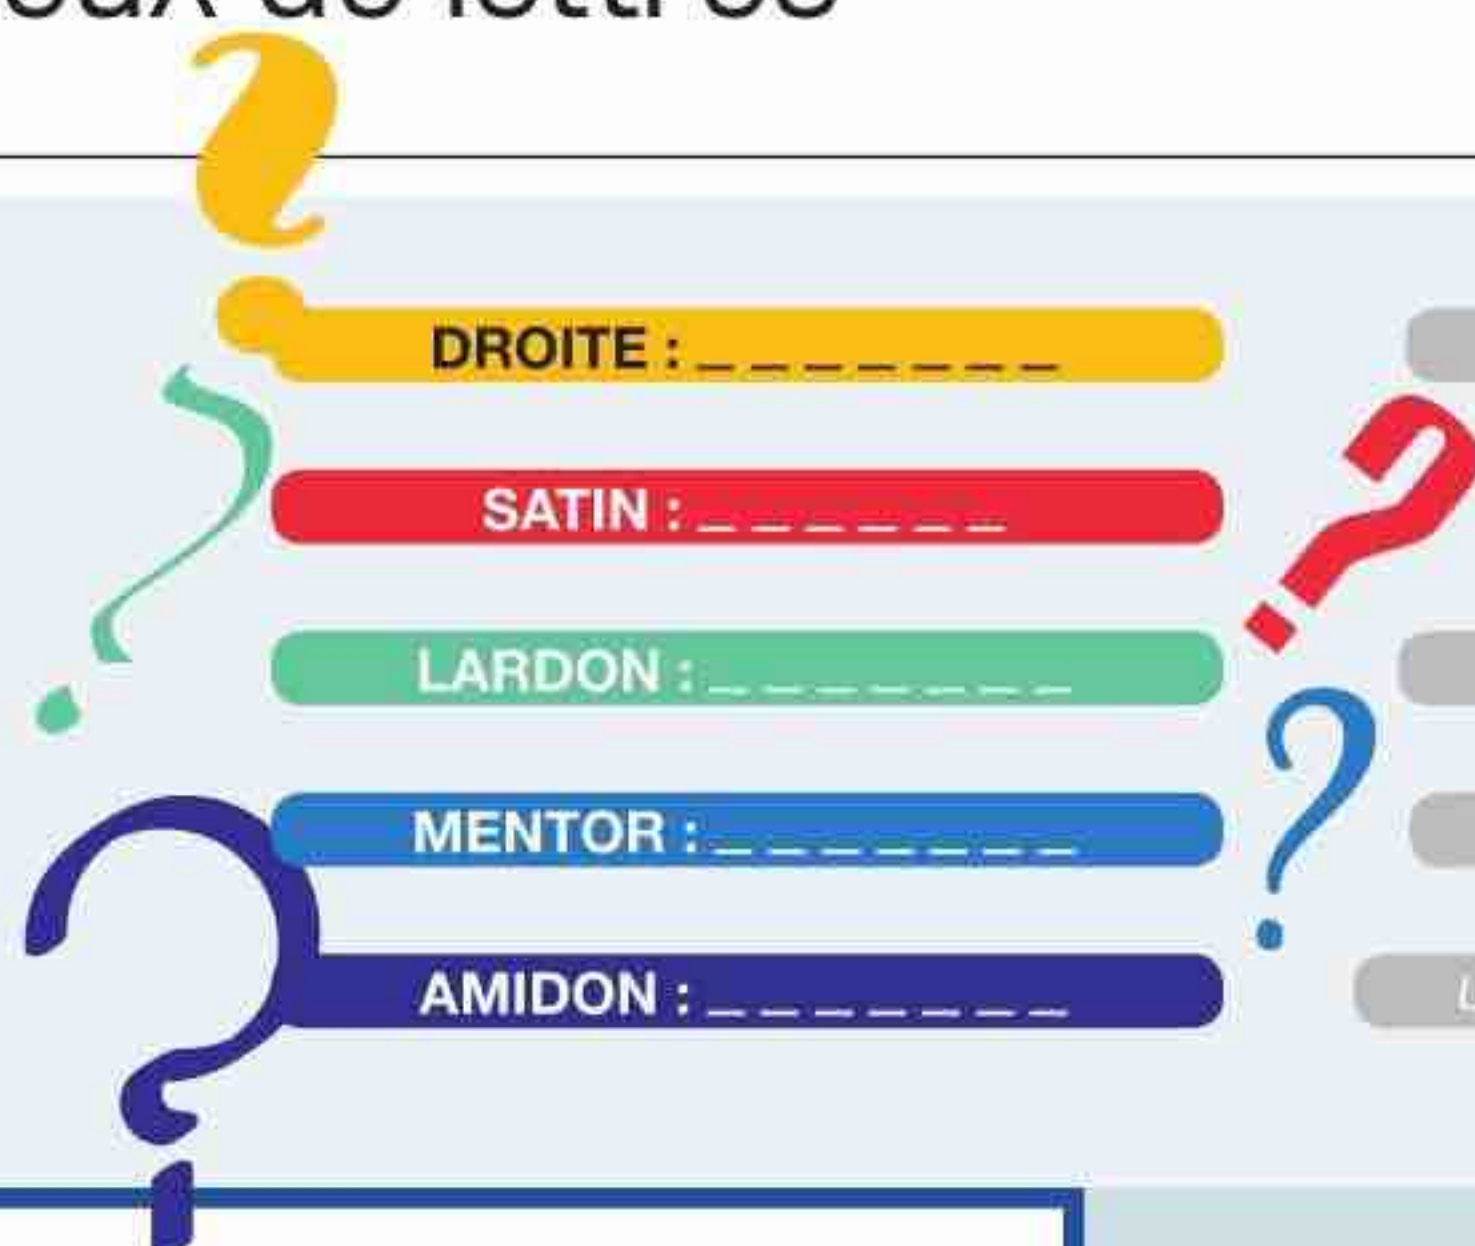 DROITE : _ _ _ _ _ _ _
SATIN : _ _ _ _ _ _
LARDON : _ _ _ _ _ _ _
MENTOR : _ _ _ _ _ _ _
AMIDON : _ _ _ _ _ _ _